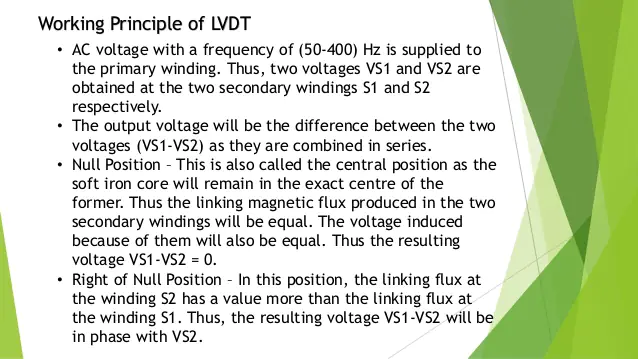 Working Principle of LVDT
• AC voltage with a frequency of (50-400) Hz is supplied to
the primary winding. Thus, two voltages VS1 and VS2 are
obtained at the two secondary windings S1 and S2
respectively.
• The output voltage will be the difference between the two
voltages (VS1-VS2) as they are combined in series.
• Null Position – This is also called the central position as the
soft iron core will remain in the exact centre of the
former. Thus the linking magnetic flux produced in the two
secondary windings will be equal. The voltage induced
because of them will also be equal. Thus the resulting
voltage VS1-VS2 = 0.
• Right of Null Position – In this position, the linking flux at
the winding S2 has a value more than the linking flux at
the winding S1. Thus, the resulting voltage VS1-VS2 will be
in phase with VS2.